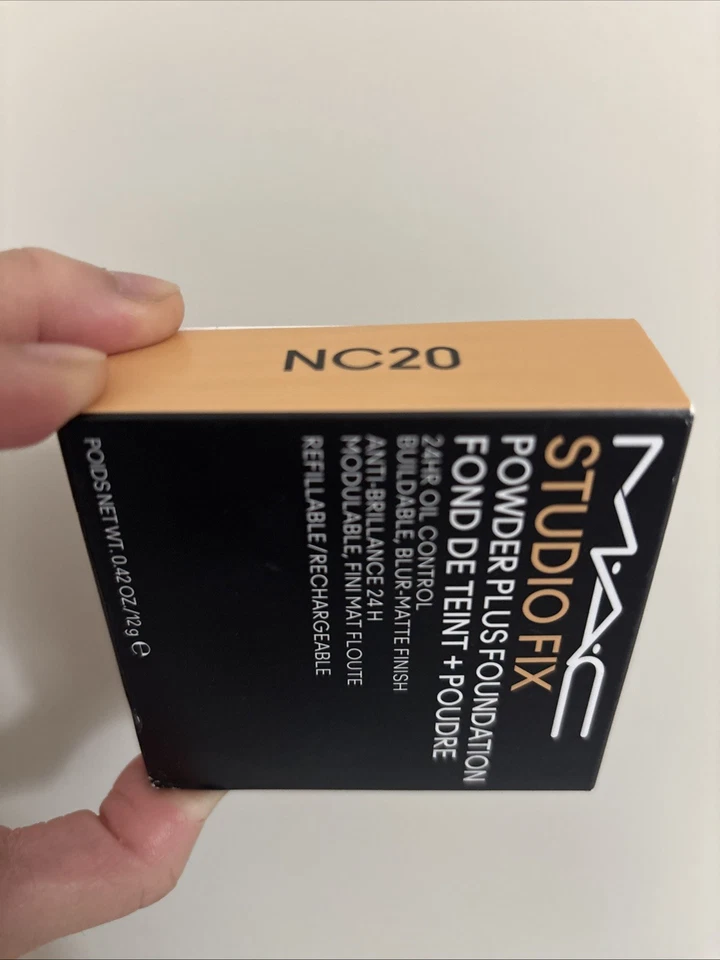 NC20
M·A·C
STUDIO FIX
POWDER PLUS FOUNDATION
FOND DE TEINT + POUDRE
24HR OIL CONTROL
BUILDABLE, BLUR-MATTE FINISH
ANTI-BRILLANCE 24 H
MODULABLE, FINI MAT FLOUTE
REFILLABLE/RECHARGEABLE
POIDS NET WT. 0.42 OZ./12 g ℮